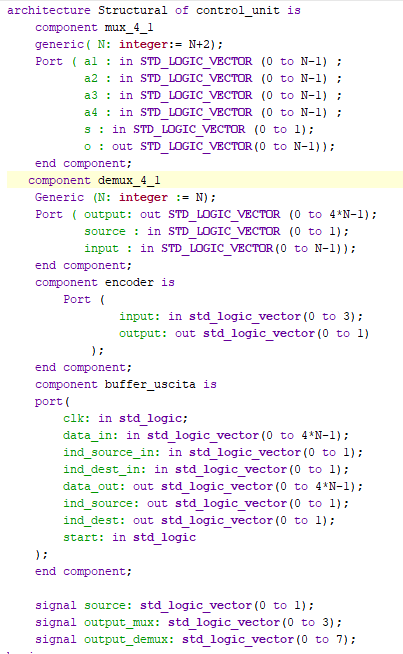 architecture Structural of control_unit is
component mux_4_1
generic( N: integer:= N+2);
Port ( a1 : in STD_LOGIC_VECTOR (0 to N-1) ;
a2 : in STD_LOGIC_VECTOR (0 to N-1) ;
a3 : in STD_LOGIC_VECTOR (0 to N-1) ;
a4 : in STD_LOGIC_VECTOR (0 to N-1) ;
s : in STD_LOGIC_VECTOR (0 to 1);
o : out STD_LOGIC_VECTOR(0 to N-1));
end component;
component demux_4_1
Generic (N: integer := N);
Port ( output: out STD_LOGIC_VECTOR (0 to 4*N-1);
source : in STD_LOGIC_VECTOR (0 to 1);
input : in STD_LOGIC_VECTOR(0 to N-1));
end component;
component encoder is
Port (
input: in std_logic_vector(0 to 3);
output: out std_logic_vector(0 to 1)
);
end component;
component buffer_uscita is
port(
clk: in std_logic;
data_in: in std_logic_vector(0 to 4*N-1);
ind_source_in: in std_logic_vector(0 to 1);
ind_dest_in: in std_logic_vector(0 to 1);
data_out: out std_logic_vector(0 to 4*N-1);
ind_source: out std_logic_vector(0 to 1);
ind_dest: out std_logic_vector(0 to 1);
start: in std_logic
);
end component;
signal source: std_logic_vector(0 to 1);
signal output_mux: std_logic_vector(0 to 3);
signal output_demux: std_logic_vector(0 to 7);